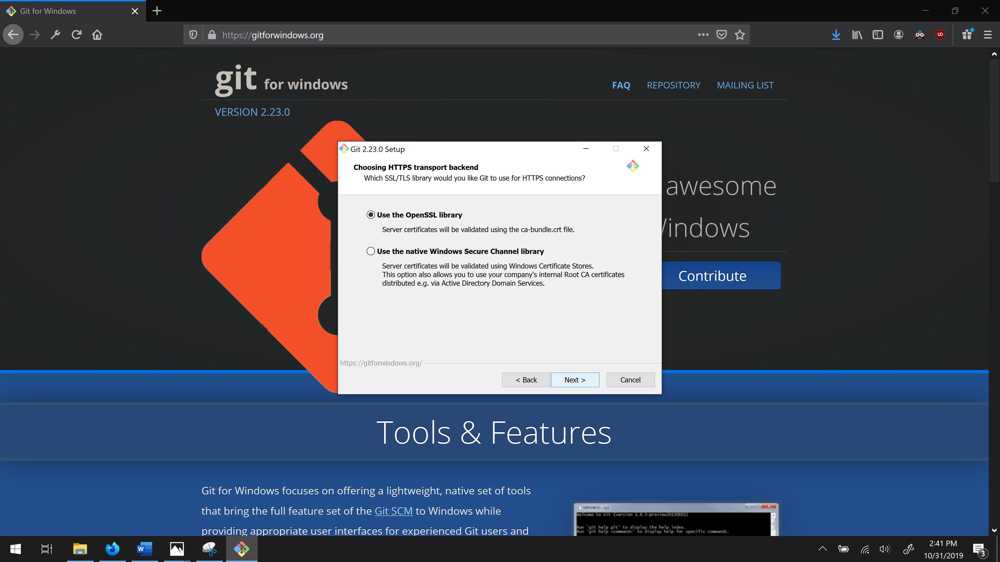 Git for Windows
https://gitforwindows.org
git for windows
FAQ REPOSITORY MAILING LIST
VERSION 2.23.0
awesome
indows
Contribute
Git 2.23.0 Setup
Choosing HTTPS transport backend
Which SSL/TLS library would you like Git to use for HTTPS connections?
Use the OpenSSL library
Server certificates will be validated using the ca-bundle.crt file.
Use the native Windows Secure Channel library
Server certificates will be validated using Windows Certificate Stores.
This option also allows you to use your company's internal Root CA certificates
distributed e.g. via Active Directory Domain Services.
https://gitforwindows.org/
< Back Next > Cancel
Tools & Features
Git for Windows focuses on offering a lightweight, native set of tools
that bring the full feature set of the Git SCM to Windows while
providing appropriate user interfaces for experienced Git users and
MINGW32:~/git
Welcome to Git (version 1.8.3-preview20130601)
Run 'git help git' to display the help index.
Run 'git help <command>' to display help for specific commands.
2:41 PM
10/31/2019
3